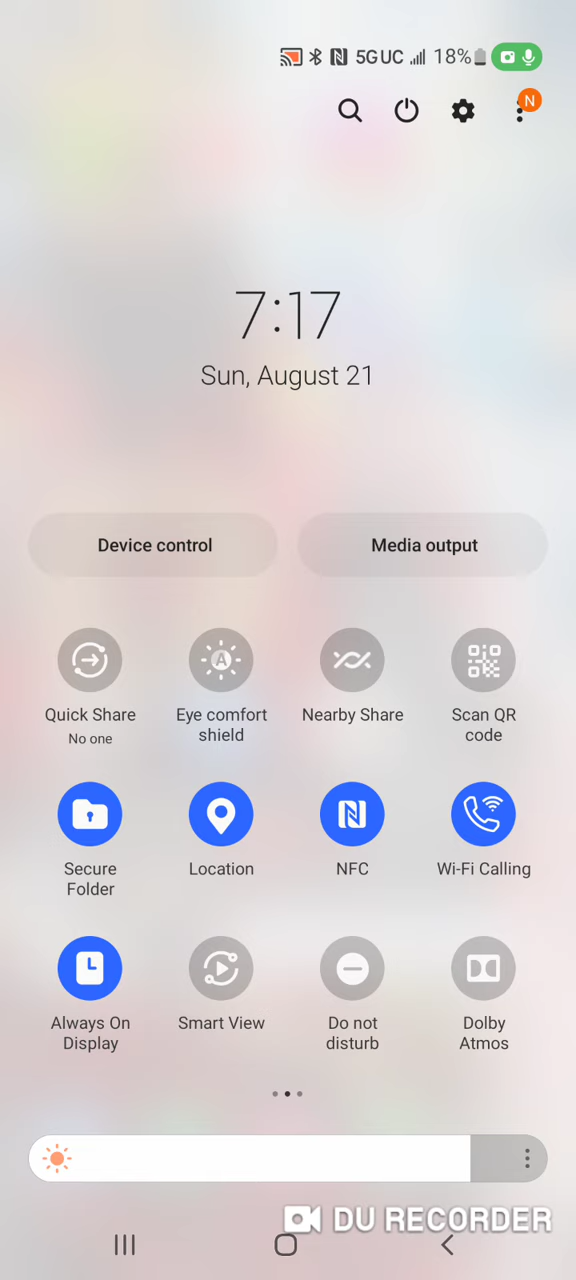 5G UC 18%
N
7:17
Sun, August 21
Device control Media output
Quick Share Eye comfort shield Nearby Share Scan QR code
No one
Secure Folder Location NFC Wi-Fi Calling
Always On Display Smart View Do not disturb Dolby Atmos
DU RECORDER